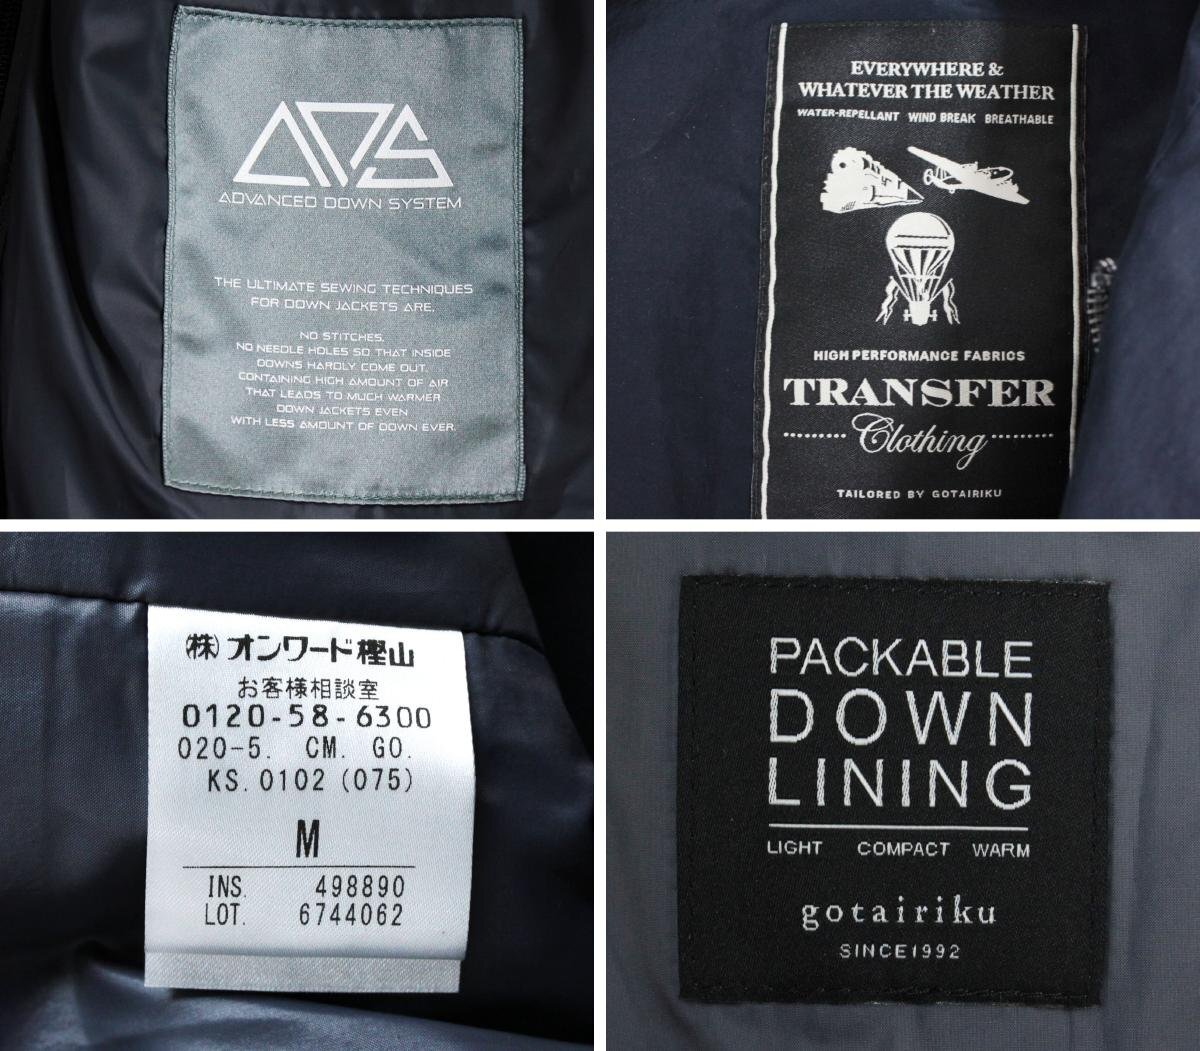 ADS
ADVANCED DOWN SYSTEM
THE ULTIMATE SEWING TECHNIQUES
FOR DOWN JACKETS ARE,
NO STITCHES.
NO NEEDLE HOLES SO THAT INSIDE
DOWNS HARDLY COME OUT.
CONTAINING HIGH AMOUNT OF AIR
THAT LEADS TO MUCH WARMER
DOWN JACKETS EVEN
WITH LESS AMOUNT OF DOWN EVER.
EVERYWHERE &
WHATEVER THE WEATHER
WATER-REPELLANT WIND BREAK BREATHABLE
HIGH PERFORMANCE FABRICS
TRANSFER
Clothing
TAILORED BY GOTAIRIKU
(株)オンワード樫山
お客様相談室
0120-58-6300
020-5. CM. GO.
KS.0102(075)
M
INS. 498890
LOT. 6744062
PACKABLE
DOWN
LINING
LIGHT COMPACT WARM
gotairiku
SINCE1992